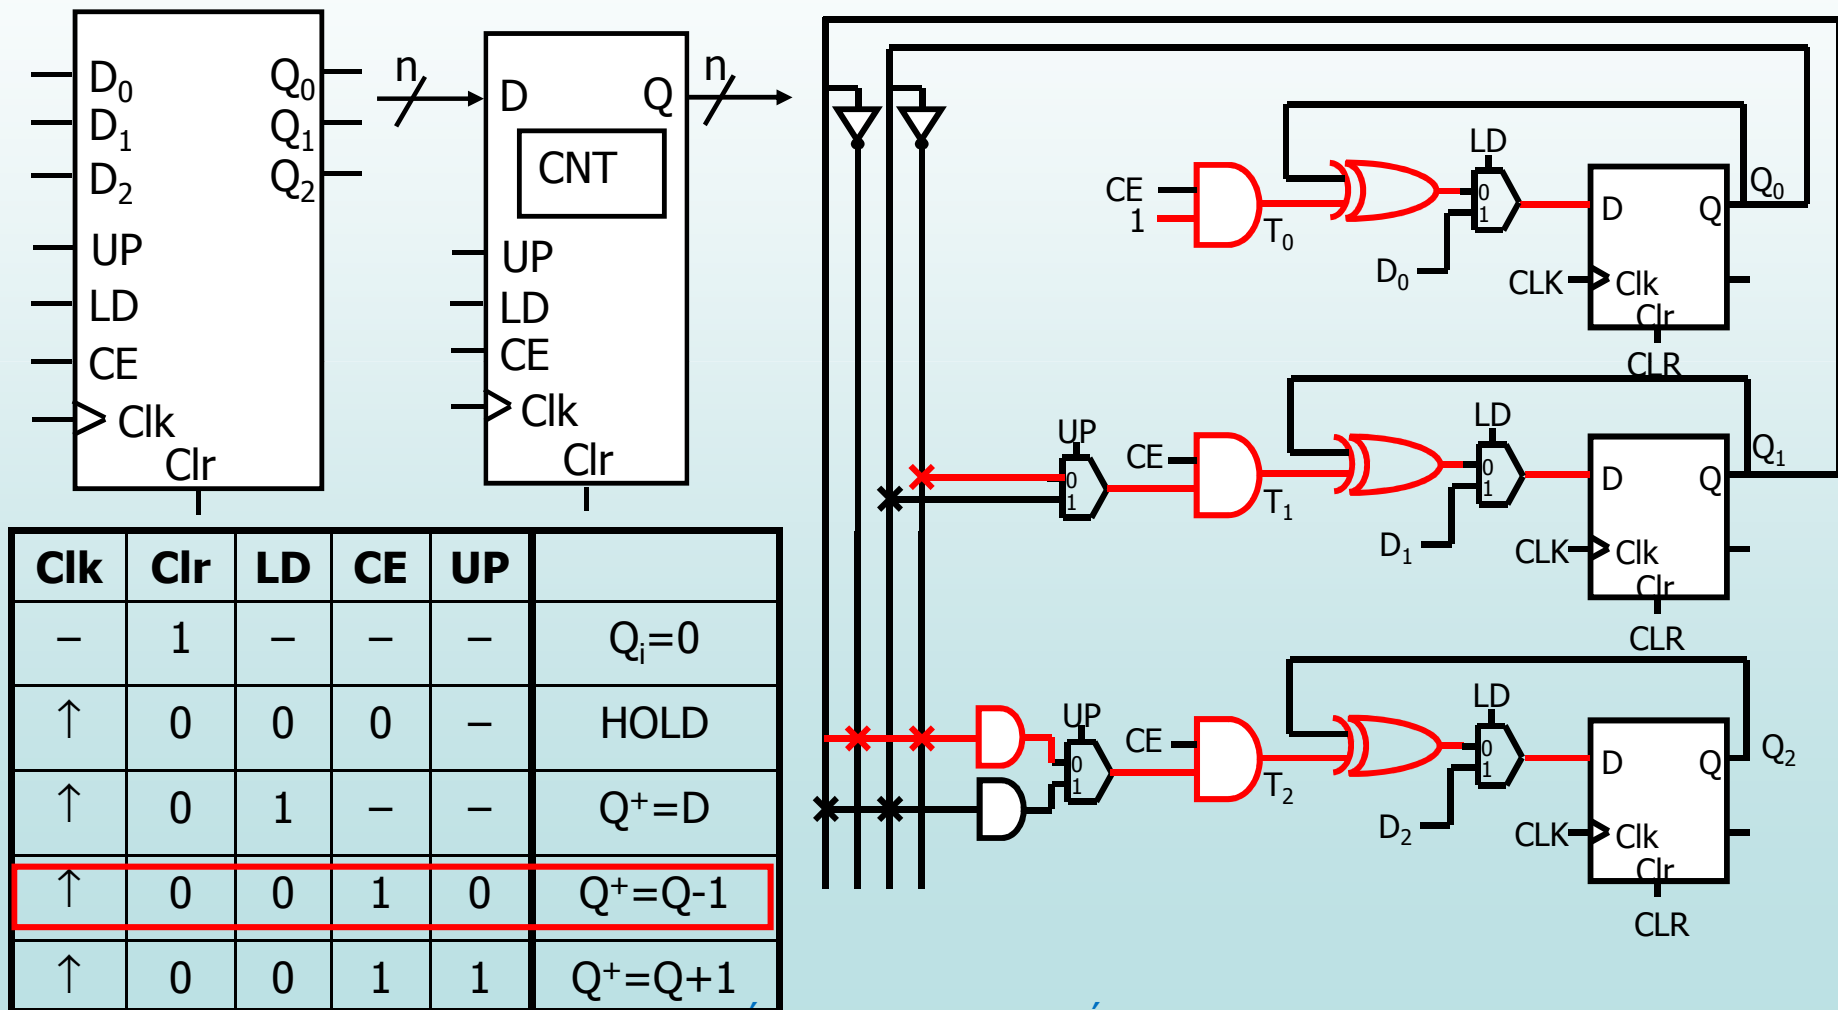 D₀ Q₀
D₁ Q₁
D₂ Q₂
UP
LD
CE
Clk
Clr
n n
D Q
CNT
UP
LD
CE
Clk
Clr
Clk Clr LD CE UP
– 1 – – – Qᵢ=0
↑ 0 0 0 – HOLD
↑ 0 1 – – Q⁺=D
↑ 0 0 1 0 Q⁺=Q-1
↑ 0 0 1 1 Q⁺=Q+1
LD
CE 0 Q₀
1 1 D Q
T₀
D₀ CLK Clk
Clr
CLR
UP LD
CE 0 Q₁
0 1 D Q
1 T₁
D₁ CLK Clk
Clr
CLR
UP LD
CE 0 Q₂
0 1 D Q
1 T₂
D₂ CLK Clk
Clr
CLR